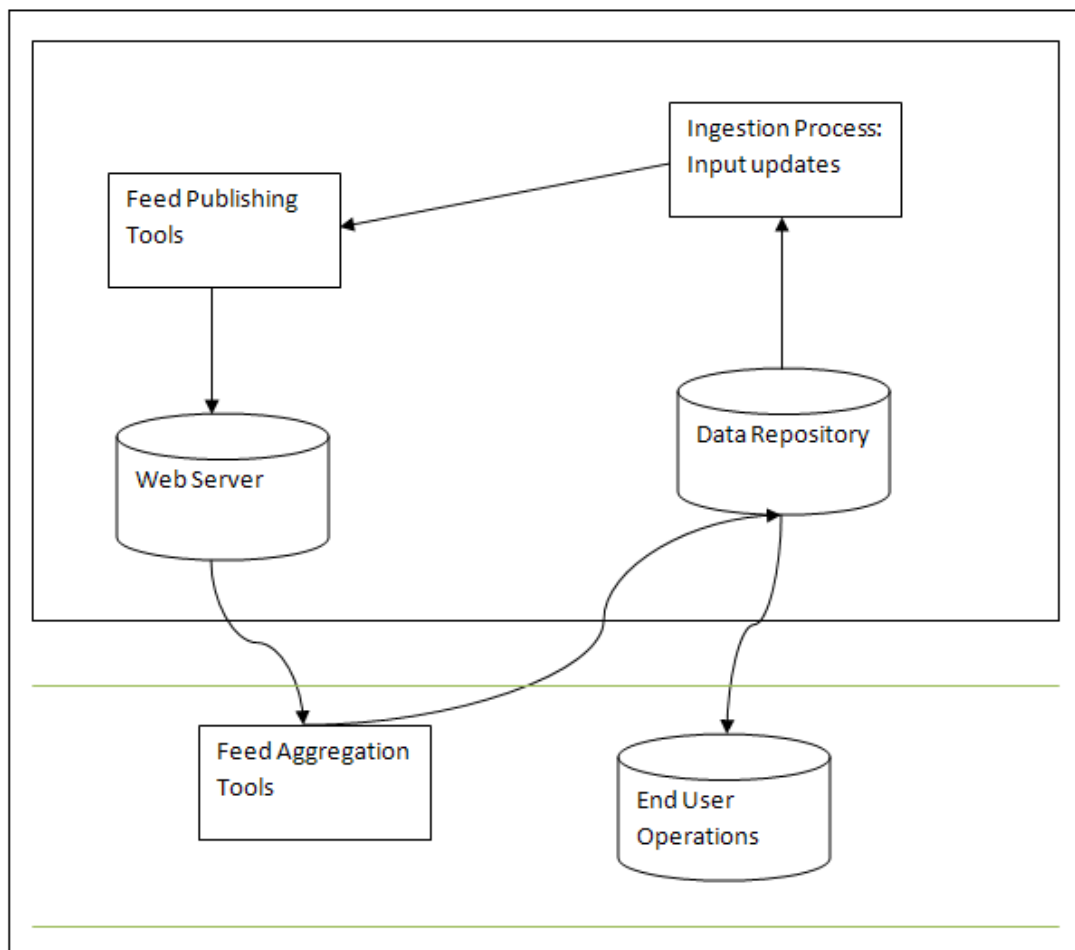 Ingestion Process:
Input updates
Feed Publishing
Tools
Data Repository
Web Server
Feed Aggregation
Tools
End User
Operations